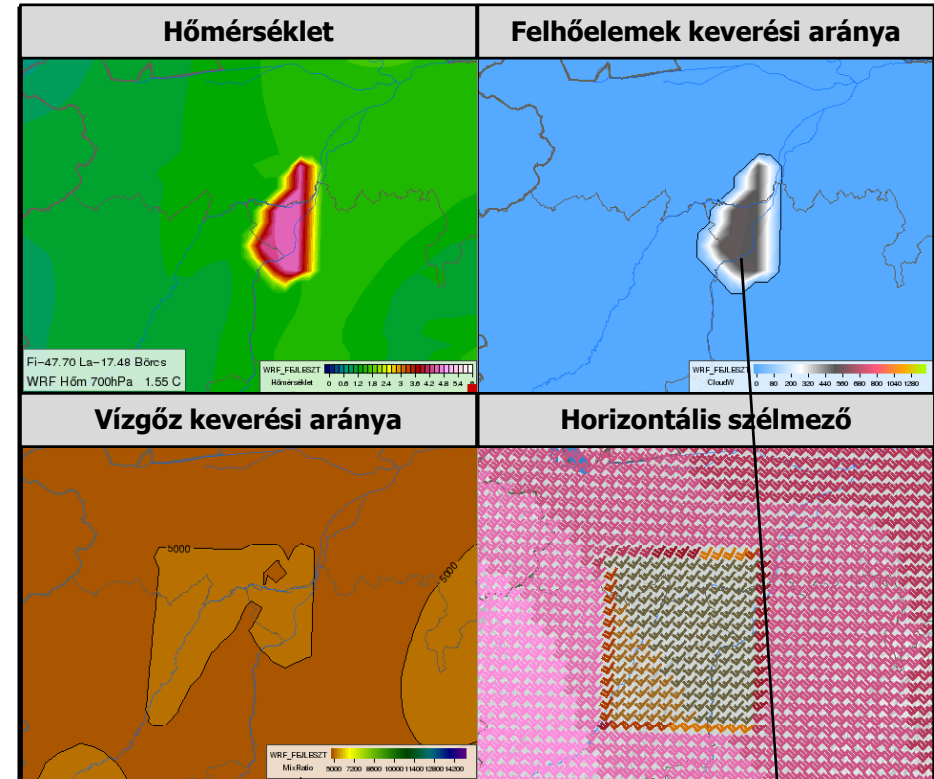 Hőmérséklet
Felhőelemek keverési aránya
Fi–47.70 La–17.48 Börcs
WRF Hőm 700hPa 1.55 C
WRF_FEJLESZT
Hőmérséklet
0 0.6 1.2 1.8 2.4 3 3.6 4.2 4.8 5.4
WRF_FEJLESZT
CloudW
0 80 200 320 440 560 680 800 1040 1280
Vízgőz keverési aránya
Horizontális szélmező
5000
5000
WRF_FEJLESZT
MixRatio
5000 7200 8600 10000 11400 12800 14200